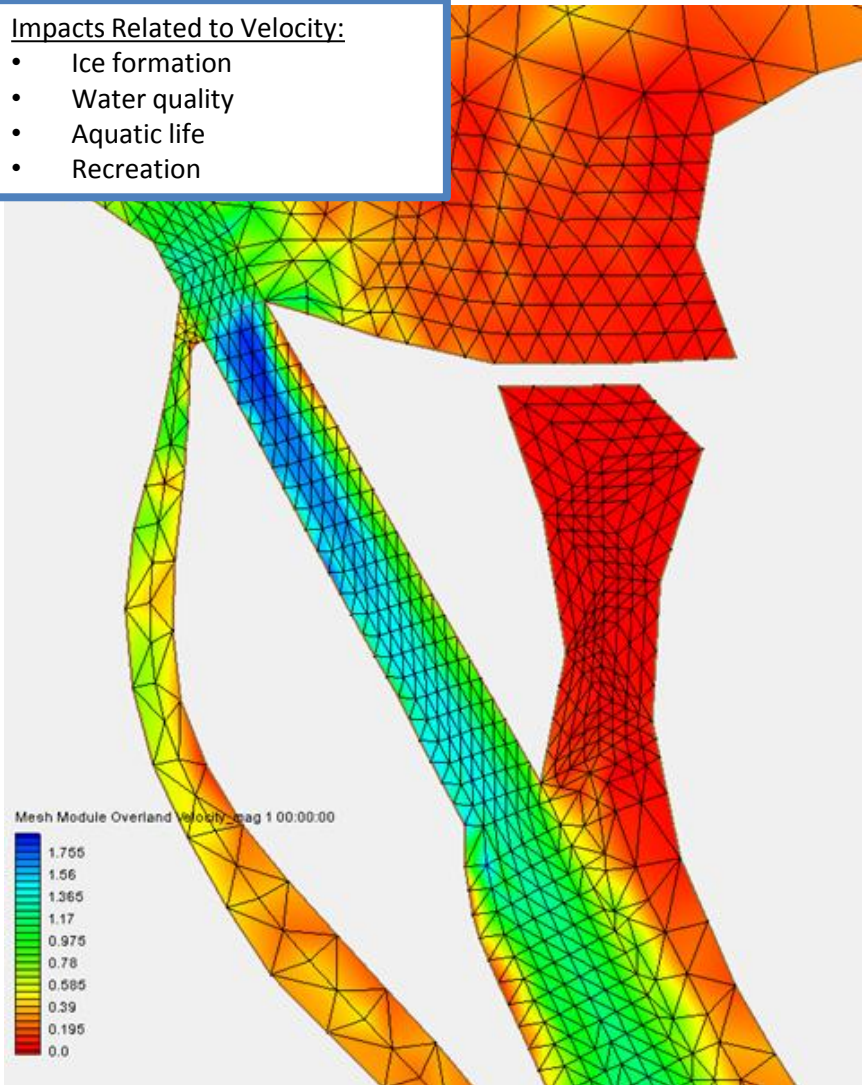 Impacts Related to Velocity:
• Ice formation
• Water quality
• Aquatic life
• Recreation
Mesh Module Overland Velocity_mag 1 00:00:00
1.755
1.56
1.365
1.17
0.975
0.78
0.585
0.39
0.195
0.0